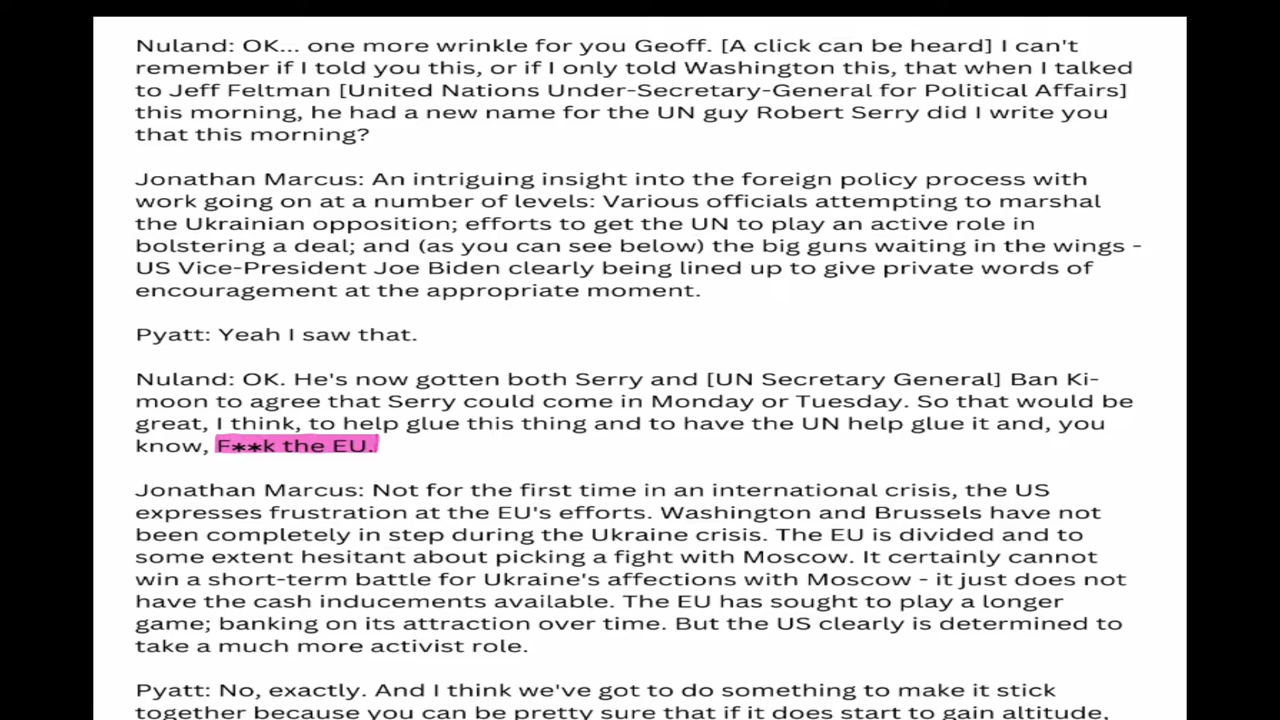 Nuland: OK... one more wrinkle for you Geoff. [A click can be heard] I can't
remember if I told you this, or if I only told Washington this, that when I talked
to Jeff Feltman [United Nations Under-Secretary-General for Political Affairs]
this morning, he had a new name for the UN guy Robert Serry did I write you
that this morning?
Jonathan Marcus: An intriguing insight into the foreign policy process with
work going on at a number of levels: Various officials attempting to marshal
the Ukrainian opposition; efforts to get the UN to play an active role in
bolstering a deal; and (as you can see below) the big guns waiting in the wings -
US Vice-President Joe Biden clearly being lined up to give private words of
encouragement at the appropriate moment.
Pyatt: Yeah I saw that.
Nuland: OK. He's now gotten both Serry and [UN Secretary General] Ban Ki-
moon to agree that Serry could come in Monday or Tuesday. So that would be
great, I think, to help glue this thing and to have the UN help glue it and, you
know, F**k the EU.
Jonathan Marcus: Not for the first time in an international crisis, the US
expresses frustration at the EU's efforts. Washington and Brussels have not
been completely in step during the Ukraine crisis. The EU is divided and to
some extent hesitant about picking a fight with Moscow. It certainly cannot
win a short-term battle for Ukraine's affections with Moscow - it just does not
have the cash inducements available. The EU has sought to play a longer
game; banking on its attraction over time. But the US clearly is determined to
take a much more activist role.
Pyatt: No, exactly. And I think we've got to do something to make it stick
together because you can be pretty sure that if it does start to gain altitude,